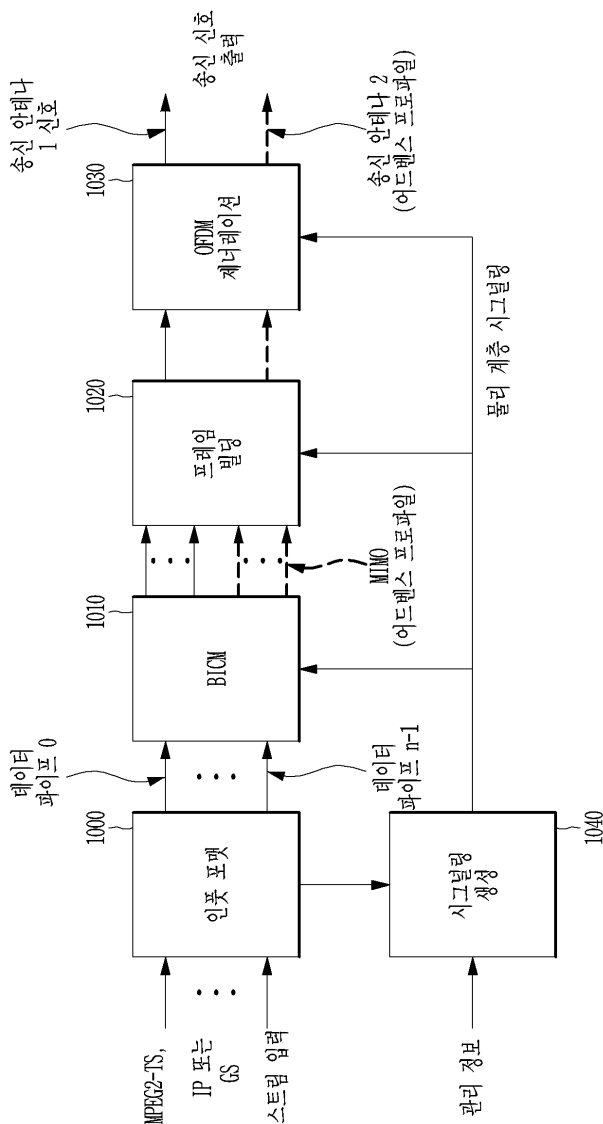 MPEG2-TS,
IP 또는
GS
스트림 입력
관리 정보
1000
인풋 포맷
시그널링
생성
1040
데이터
파이프 0
데이터
파이프 n-1
1010
BICM
MIMO
(어드밴스 프로파일)
1020
프레임
빌딩
물리 계층 시그널링
1030
OFDM
제너레이션
송신 안테나
1 신호
송신 안테나 2
(어드벤스 프로파일)
송신 신호
출력